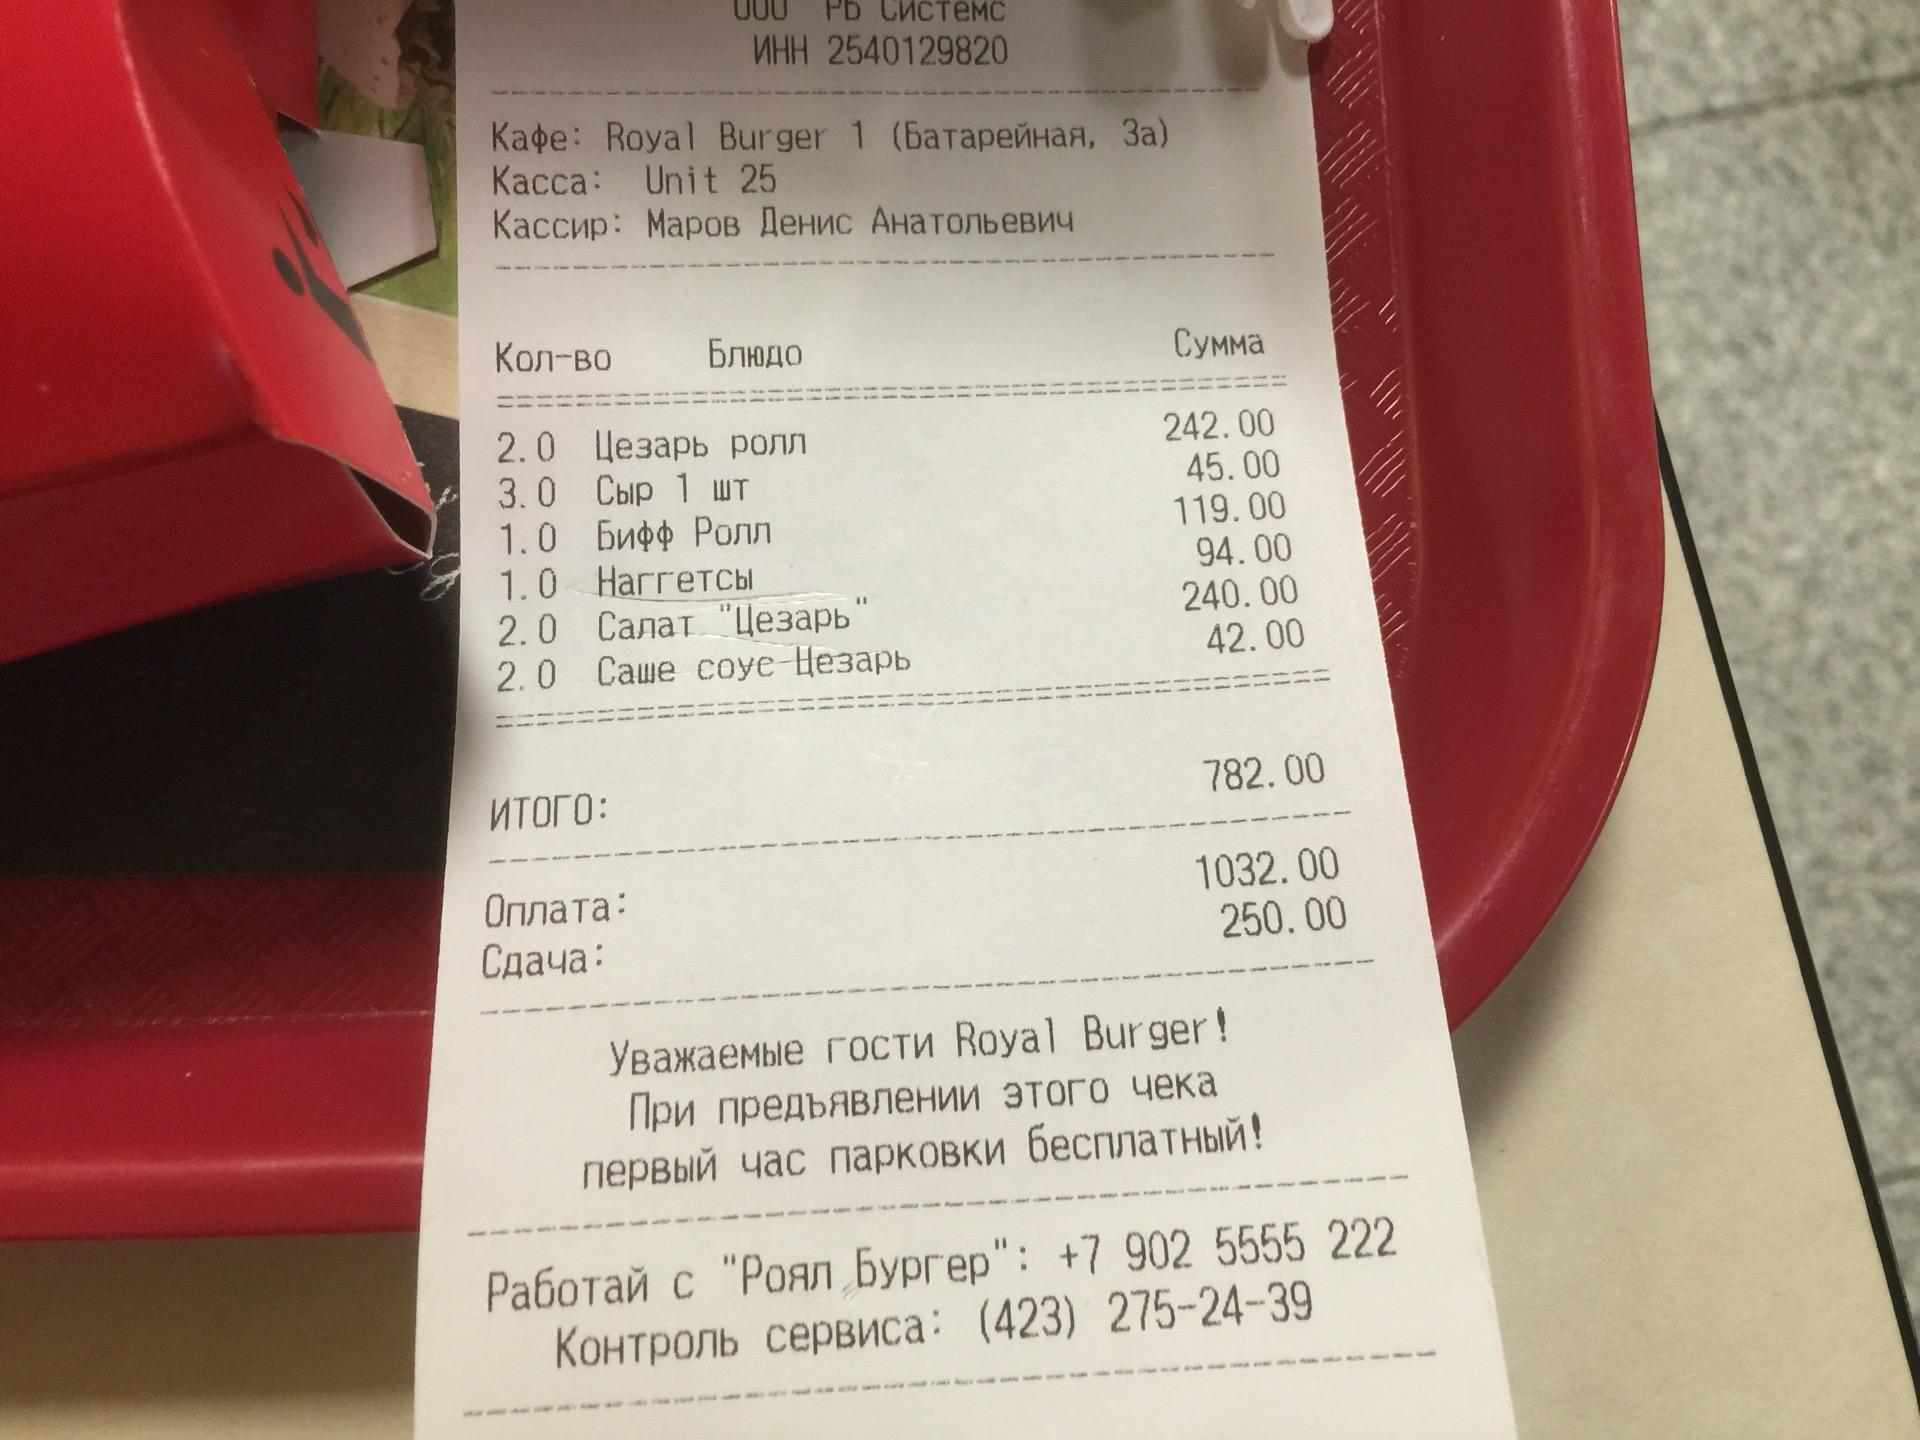 ООО РБ Системс
ИНН 2540129820
Кафе: Royal Burger 1 (Батарейная, 3а)
Касса: Unit 25
Кассир: Маров Денис Анатольевич
Кол-во Блюдо Сумма
2.0 Цезарь ролл 242.00
3.0 Сыр 1 шт 45.00
1.0 Бифф Ролл 119.00
1.0 Наггетсы 94.00
2.0 Салат "Цезарь" 240.00
2.0 Саше соус Цезарь 42.00
ИТОГО: 782.00
Оплата: 1032.00
Сдача: 250.00
Уважаемые гости Royal Burger!
При предъявлении этого чека
первый час парковки бесплатный!
Работай с "Роял Бургер": +7 902 5555 222
Контроль сервиса: (423) 275-24-39